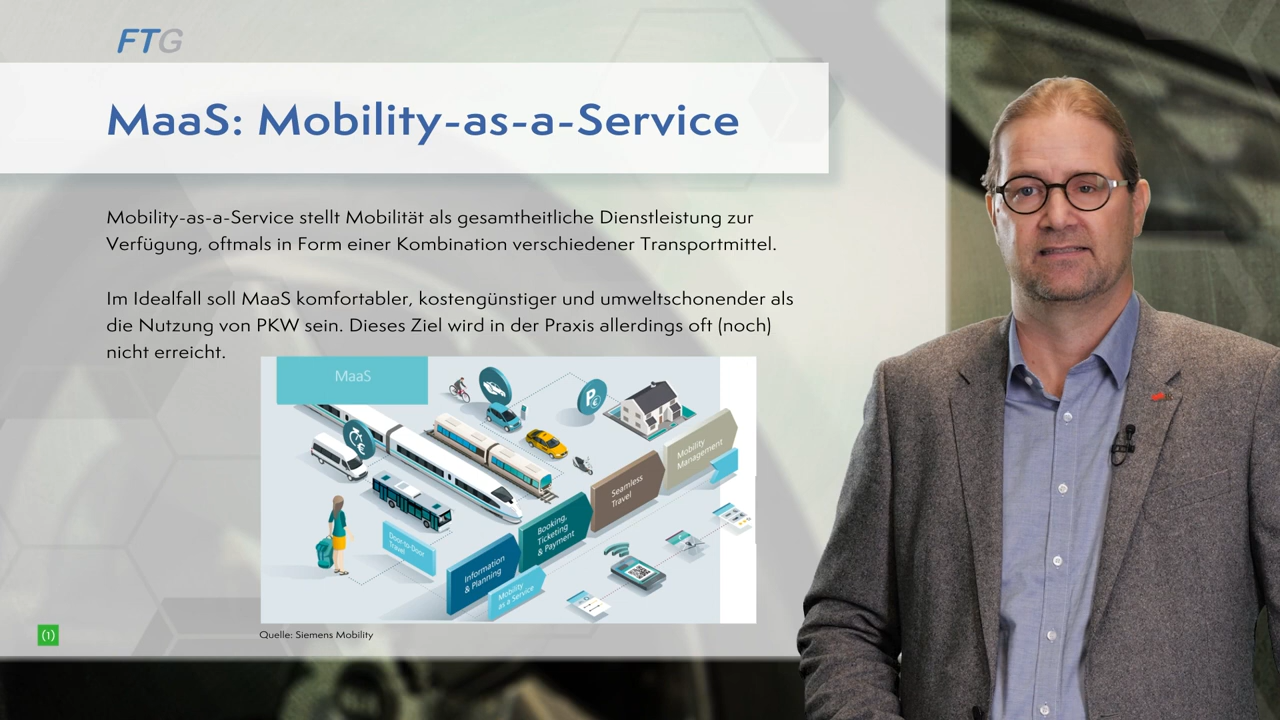 FTG
MaaS: Mobility-as-a-Service
Mobility-as-a-Service stellt Mobilität als gesamtheitliche Dienstleistung zur
Verfügung, oftmals in Form einer Kombination verschiedener Transportmittel.
Im Idealfall soll MaaS komfortabler, kostengünstiger und umweltschonender als
die Nutzung von PKW sein. Dieses Ziel wird in der Praxis allerdings oft (noch)
nicht erreicht.
MaaS
P€
€
Mobility
Management
Seamless
Travel
Booking,
Ticketing
& Payment
Door-to-Door
Travel
Information
& Planning
Mobility
as a Service
Quelle: Siemens Mobility
(1)